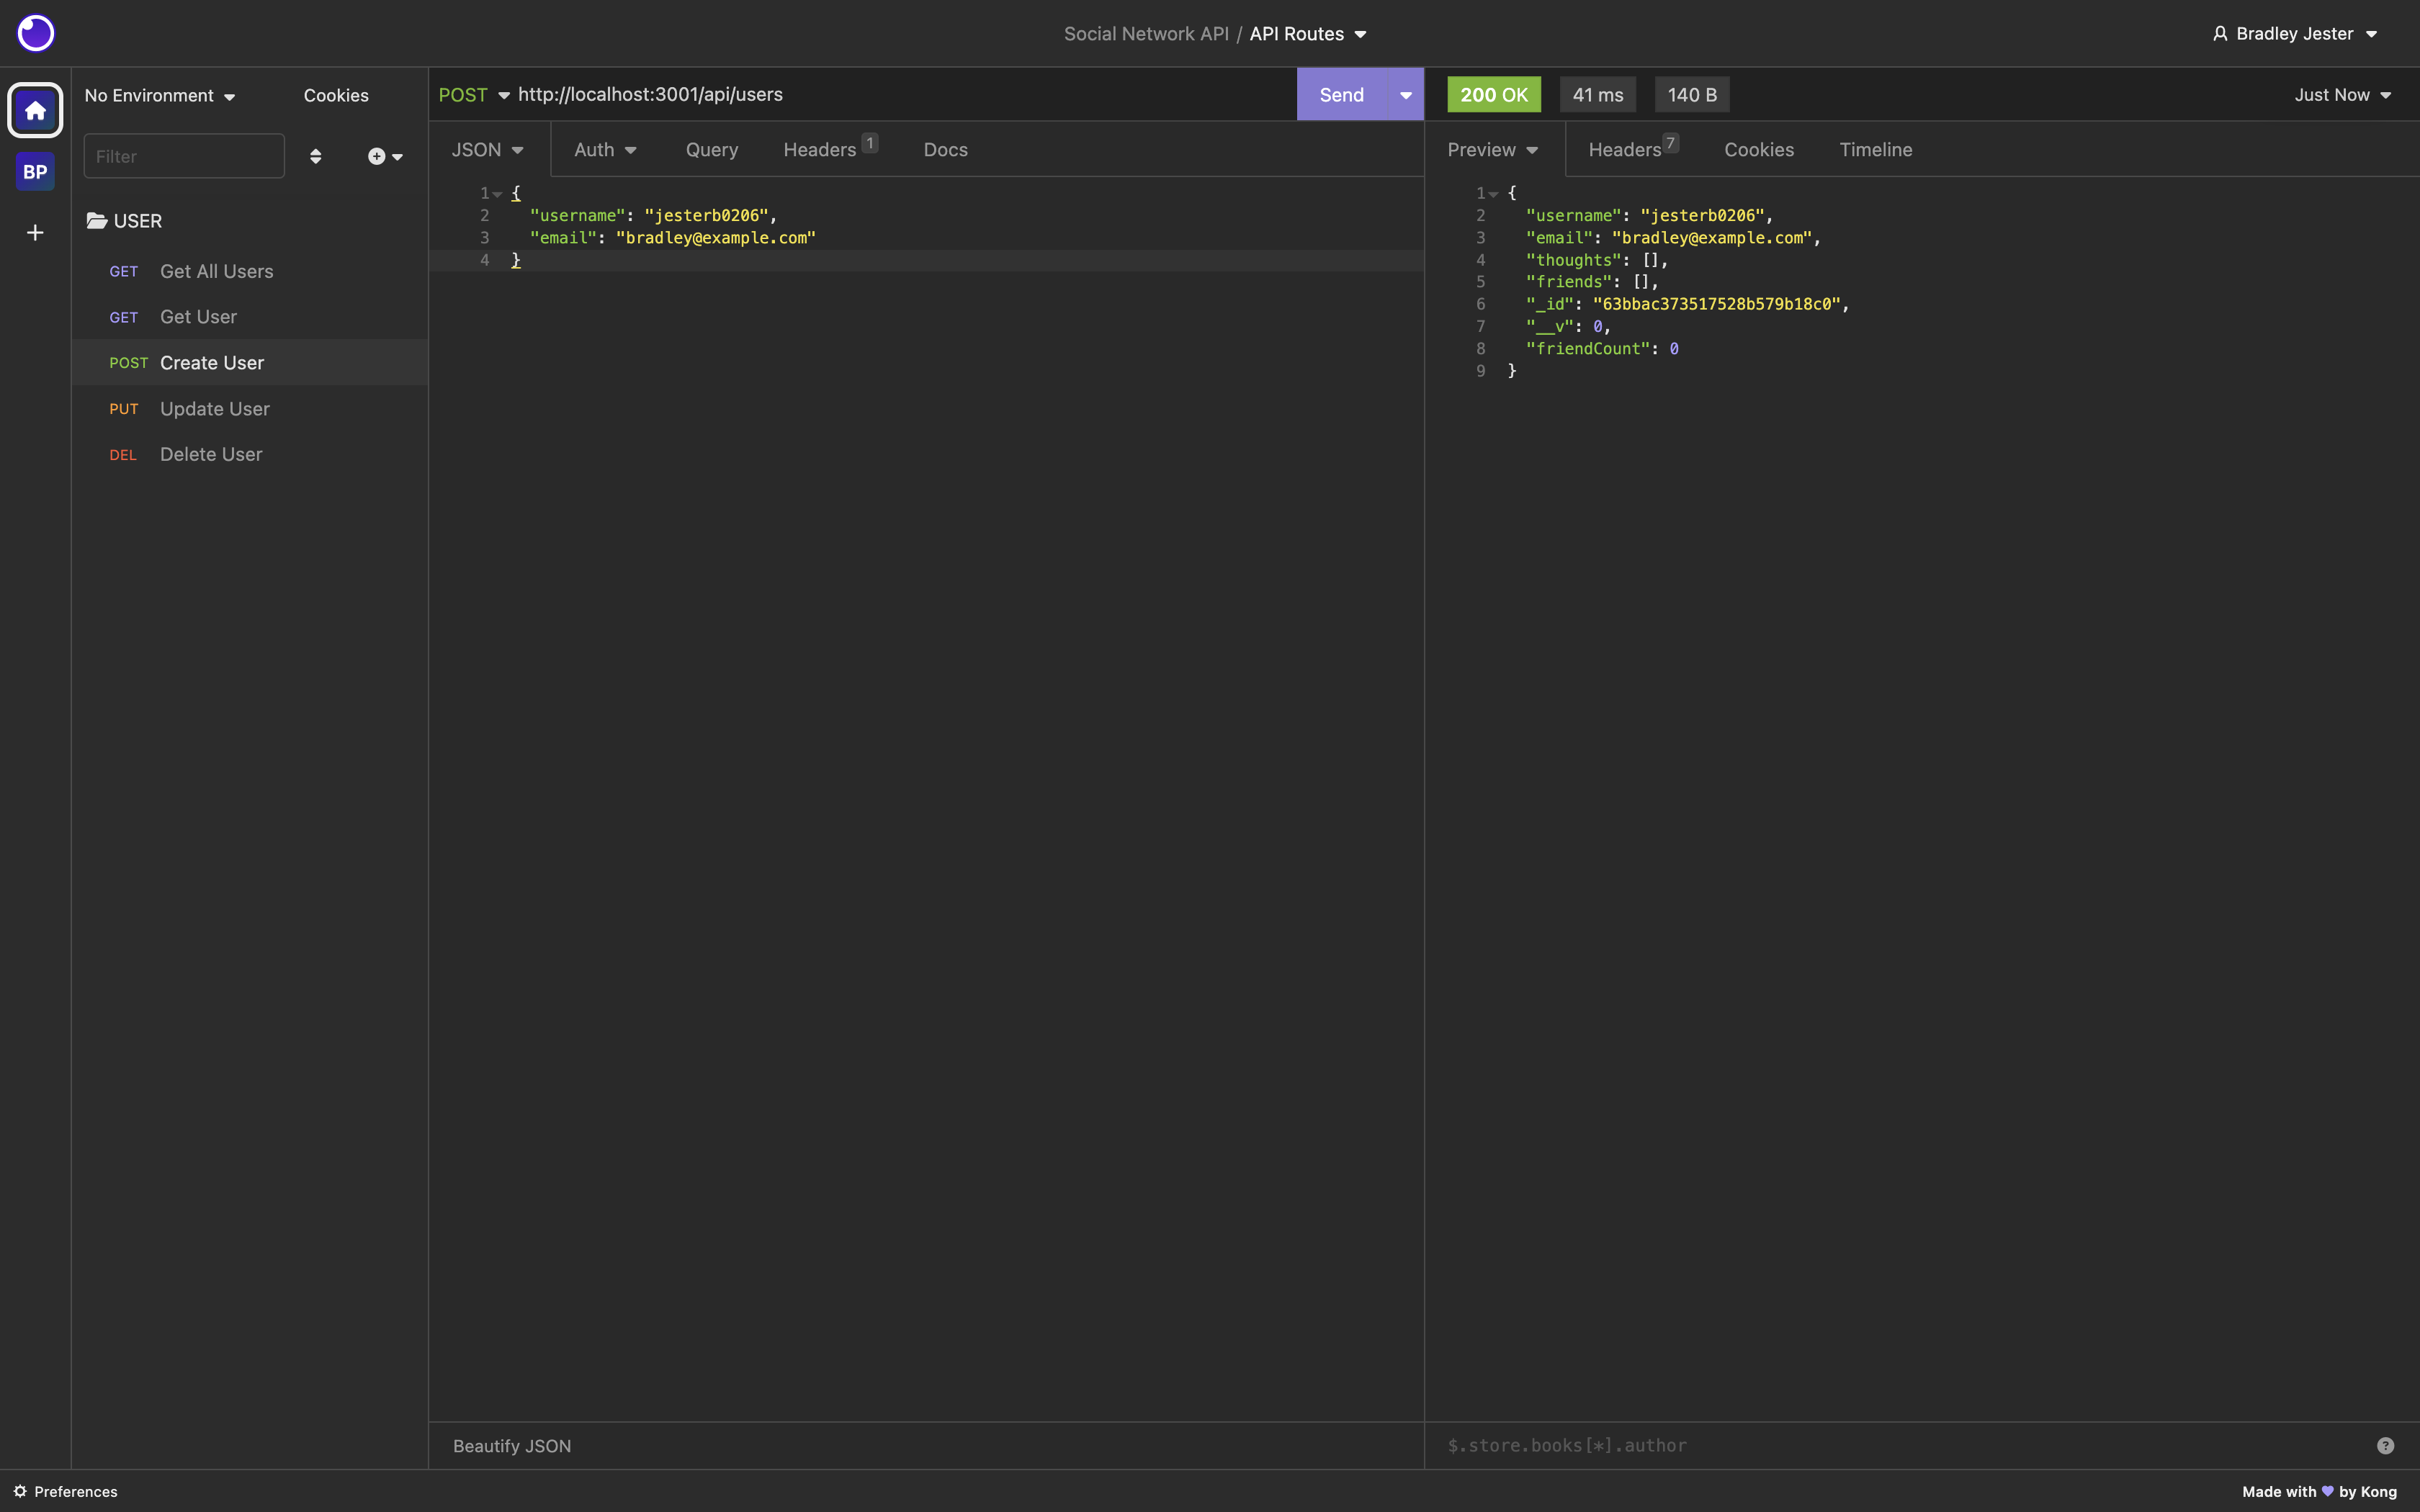 Social Network API / API Routes
Bradley Jester
No Environment
Cookies
Filter
BP
USER
GET Get All Users
GET Get User
POST Create User
PUT Update User
DEL Delete User
POST http://localhost:3001/api/users
Send
JSON Auth Query Headers 1 Docs
1 {
2 "username": "jesterb0206",
3 "email": "bradley@example.com"
4 }
Beautify JSON
200 OK 41 ms 140 B Just Now
Preview Headers 7 Cookies Timeline
1 {
2 "username": "jesterb0206",
3 "email": "bradley@example.com",
4 "thoughts": [],
5 "friends": [],
6 "_id": "63bbac373517528b579b18c0",
7 "__v": 0,
8 "friendCount": 0
9 }
$.store.books[*].author
?
Preferences
Made with 💜 by Kong